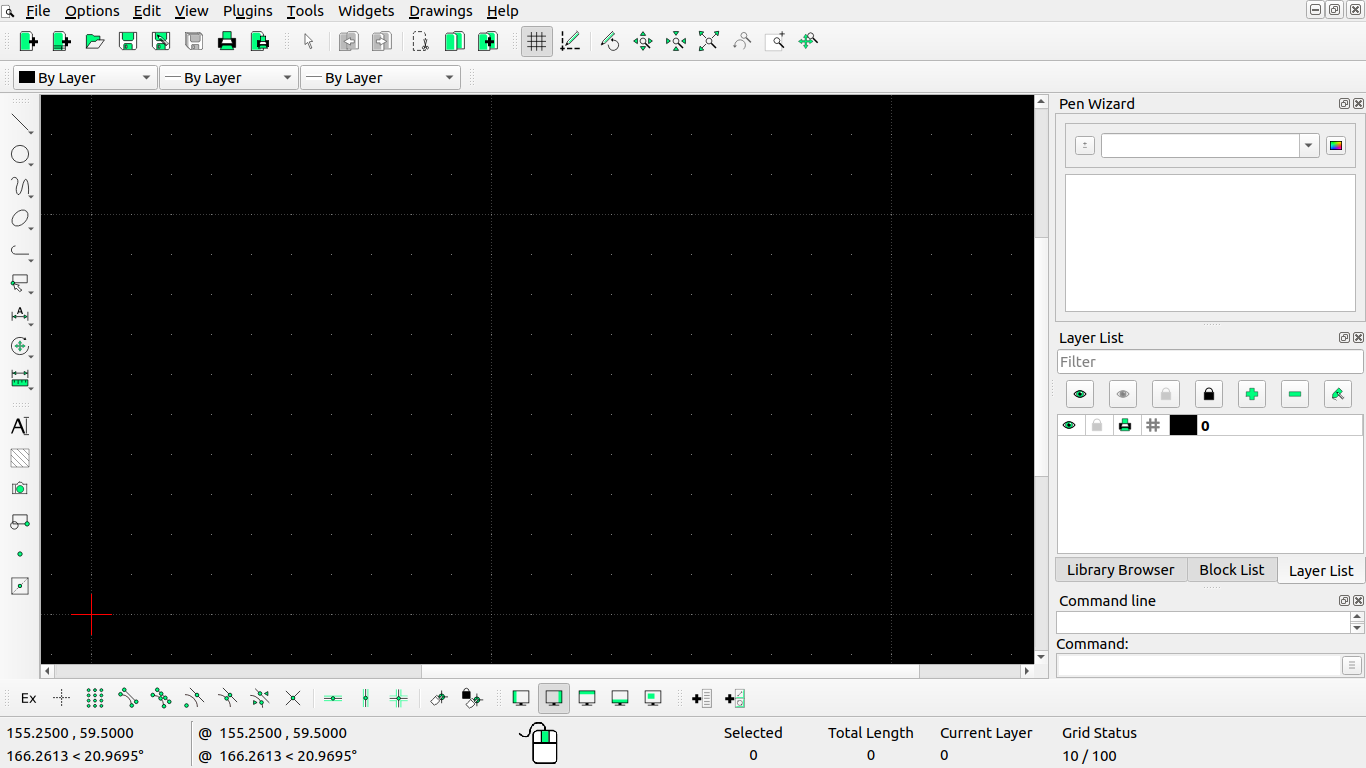 File Options Edit View Plugins Tools Widgets Drawings Help
By Layer By Layer By Layer
Pen Wizard
Layer List
Filter
0
Library Browser Block List Layer List
Command line
Command:
Ex
155.2500 , 59.5000 @ 155.2500 , 59.5000 Selected Total Length Current Layer Grid Status
166.2613 < 20.9695° @ 166.2613 < 20.9695° 0 0 0 10 / 100